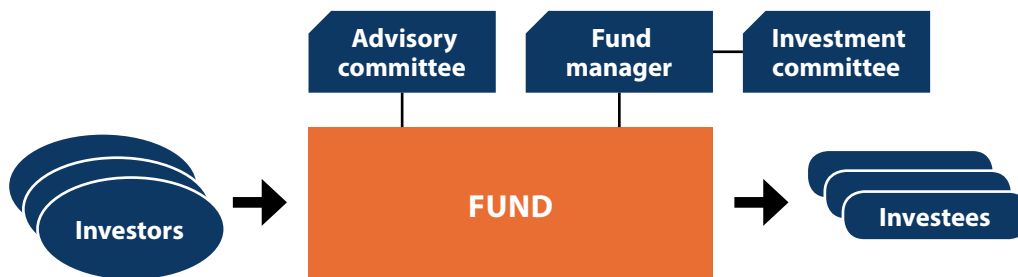 Advisory
committee
Fund
manager
Investment
committee
Investors
FUND
Investees